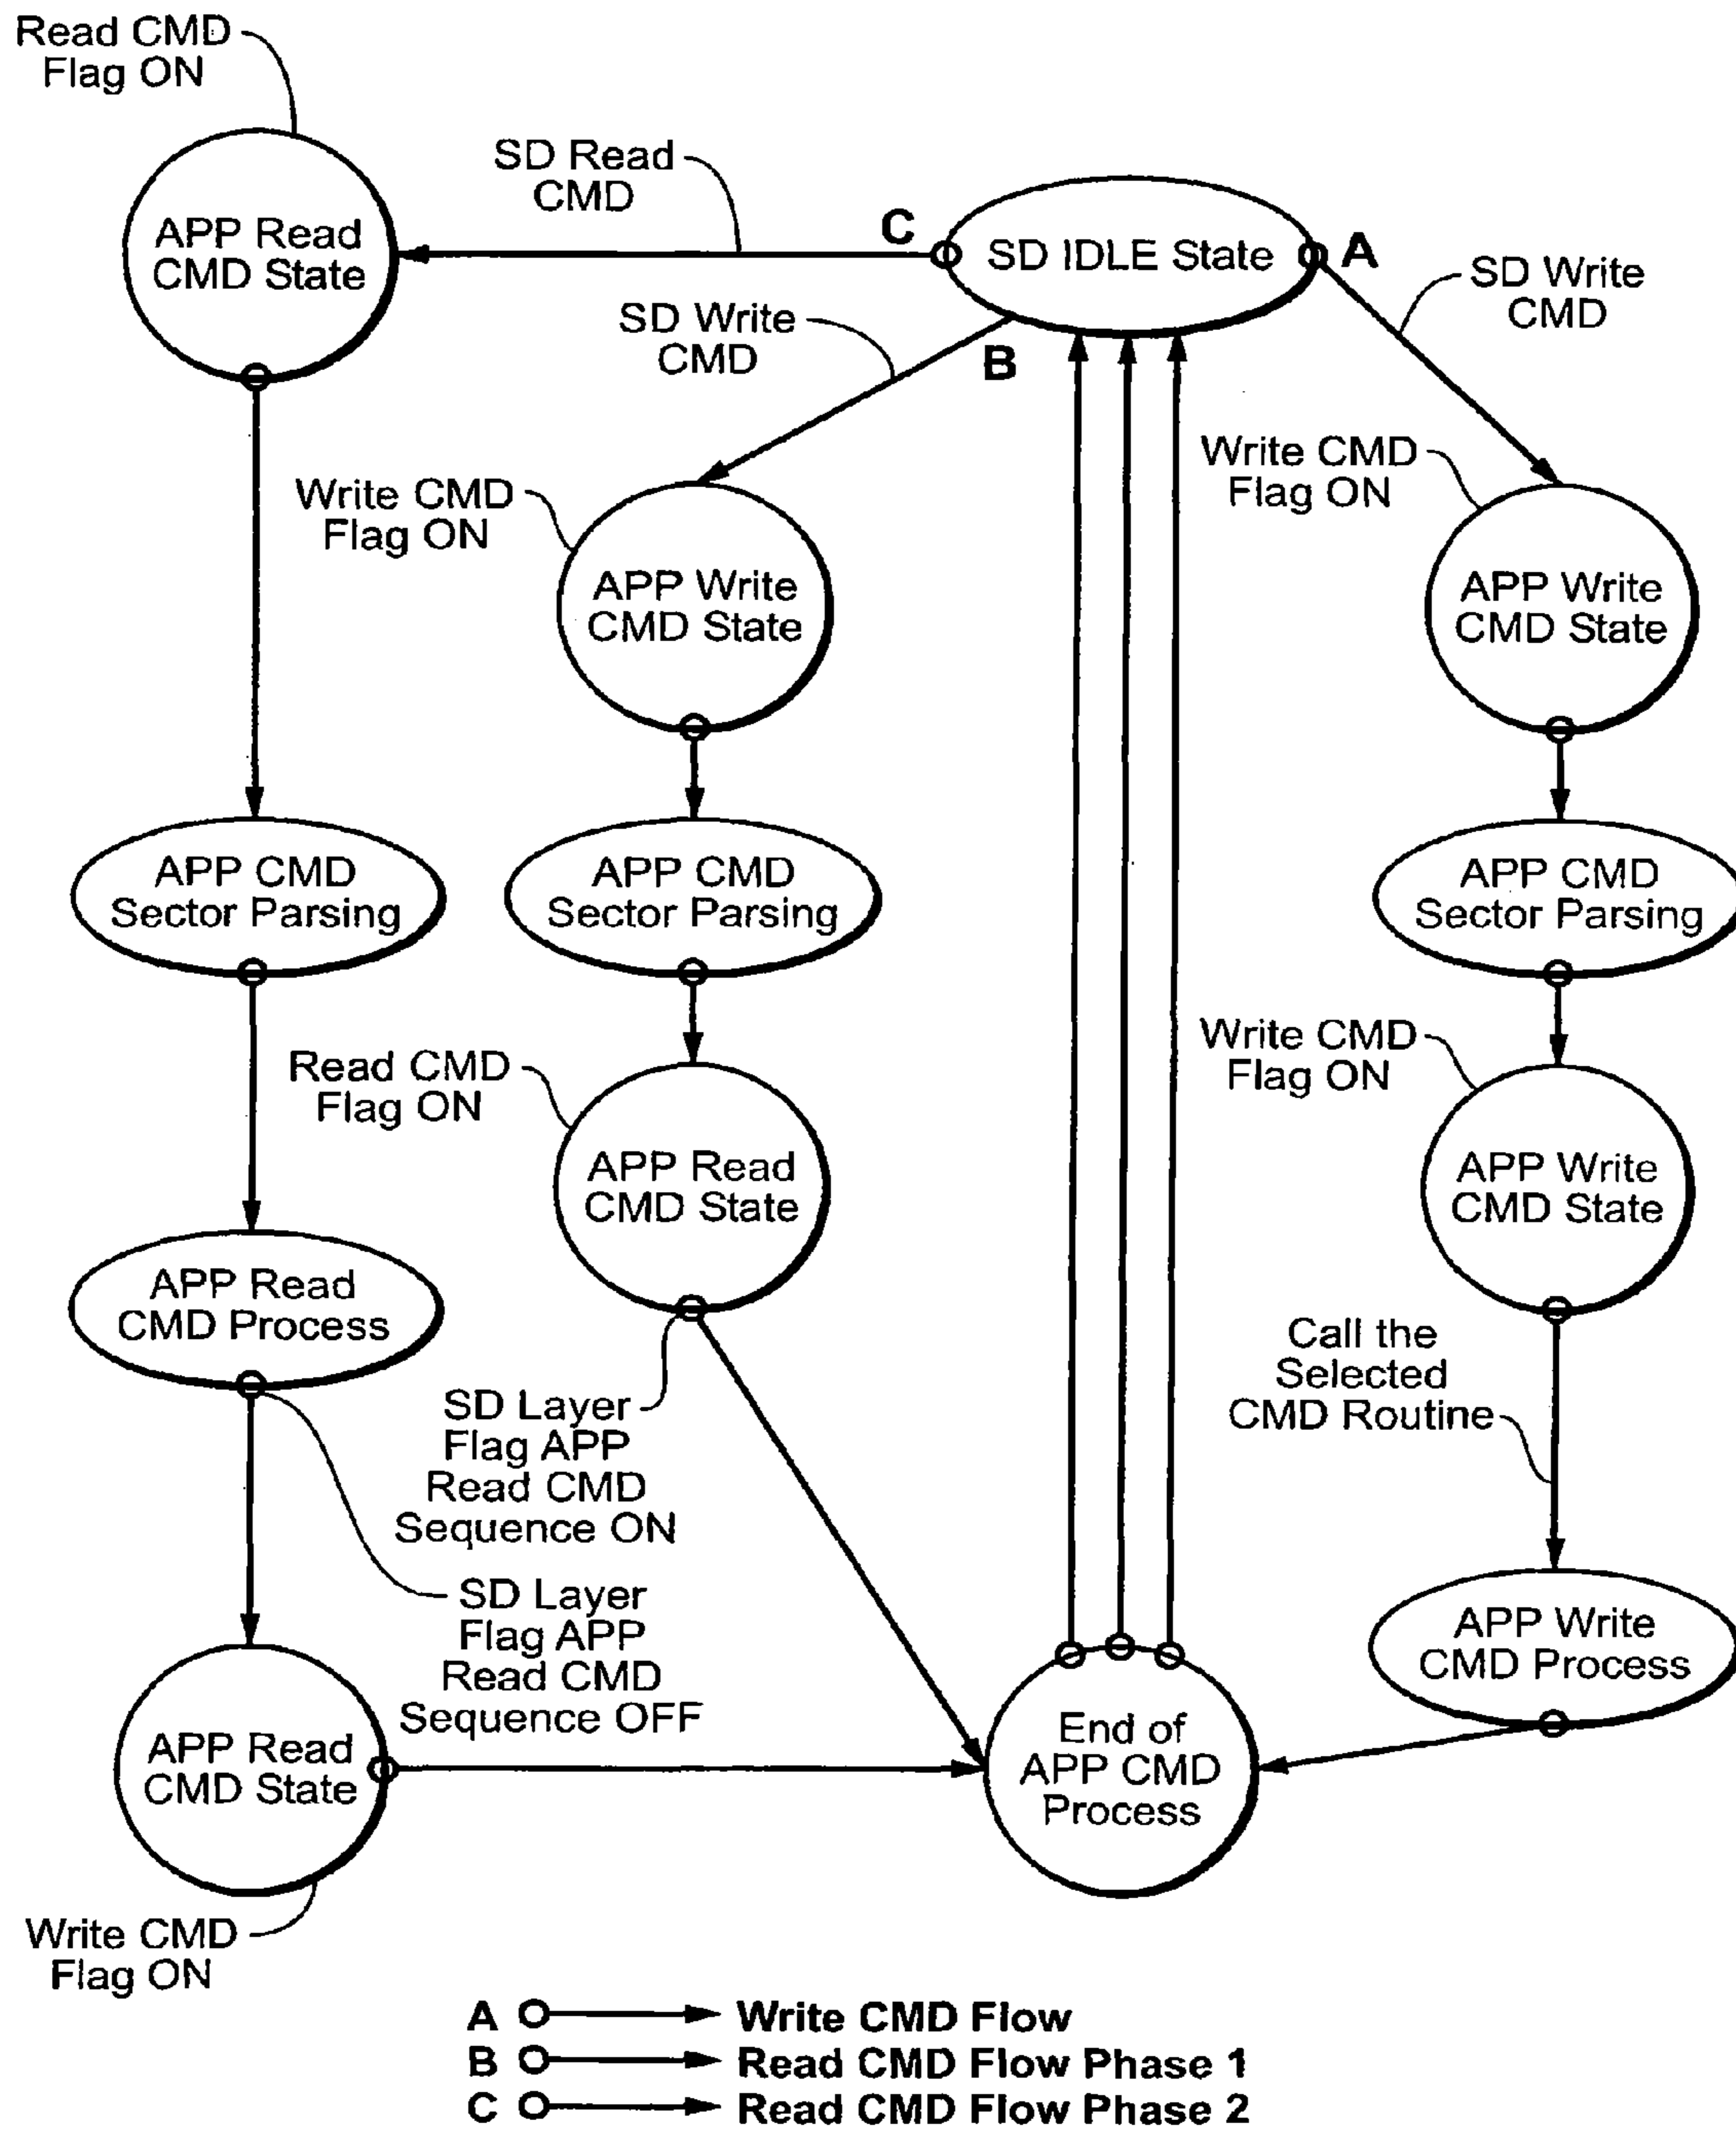 Read CMD
Flag ON
SD Read
CMD
APP Read
CMD State
C
SD IDLE State
A
SD Write
CMD
SD Write
CMD
B
Write CMD
Flag ON
Write CMD
Flag ON
APP Write
CMD State
APP Write
CMD State
APP CMD
Sector Parsing
APP CMD
Sector Parsing
APP CMD
Sector Parsing
Read CMD
Flag ON
Write CMD
Flag ON
APP Read
CMD State
APP Write
CMD State
APP Read
CMD Process
Call the
Selected
CMD Routine
SD Layer
Flag APP
Read CMD
Sequence ON
SD Layer
Flag APP
Read CMD
Sequence OFF
APP Write
CMD Process
APP Read
CMD State
End of
APP CMD
Process
Write CMD
Flag ON
A Write CMD Flow
B Read CMD Flow Phase 1
C Read CMD Flow Phase 2